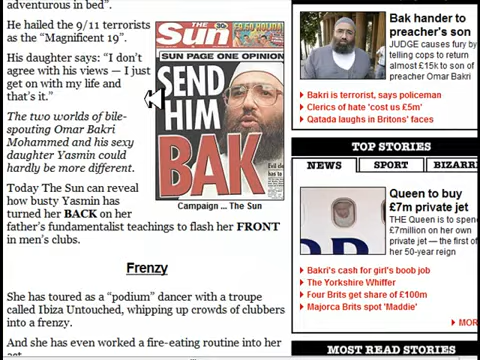 adventurous in bed”.
He hailed the 9/11 terrorists
as the “Magnificent 19”.
His daughter says: “I don’t
agree with his views — I just
get on with my life and
that’s it.”
The two worlds of bile-
spouting Omar Bakri
Mohammed and his sexy
daughter Yasmin could
hardly be more different.
Today The Sun can reveal
how busty Yasmin has
turned her BACK on her
father’s fundamentalist teachings to flash her FRONT
in men’s clubs.
Frenzy
She has toured as a “podium” dancer with a troupe
called Ibiza Untouched, whipping up crowds of clubbers
into a frenzy.
And she has even worked a fire-eating routine into her
THE
Sun
SUN PAGE ONE OPINION
SEND
HIM
BAK
Campaign ... The Sun
Bak hander to
preacher's son
JUDGE causes fury by
telling cops to return
almost £15k to son of
preacher Omar Bakri
Bakri is terrorist, says policeman
Clerics of hate 'cost us £5m'
Qatada laughs in Britons' faces
TOP STORIES
NEWS
SPORT
BIZARR
Queen to buy
£7m private jet
THE Queen is to spend
£7million on her own
private jet — the first of
her 50-year reign
Bakri's cash for girl's boob job
The Yorkshire Whiffer
Four Brits get share of £100m
Majorca Brits spot 'Maddie'
MOR
MOST READ STORIES